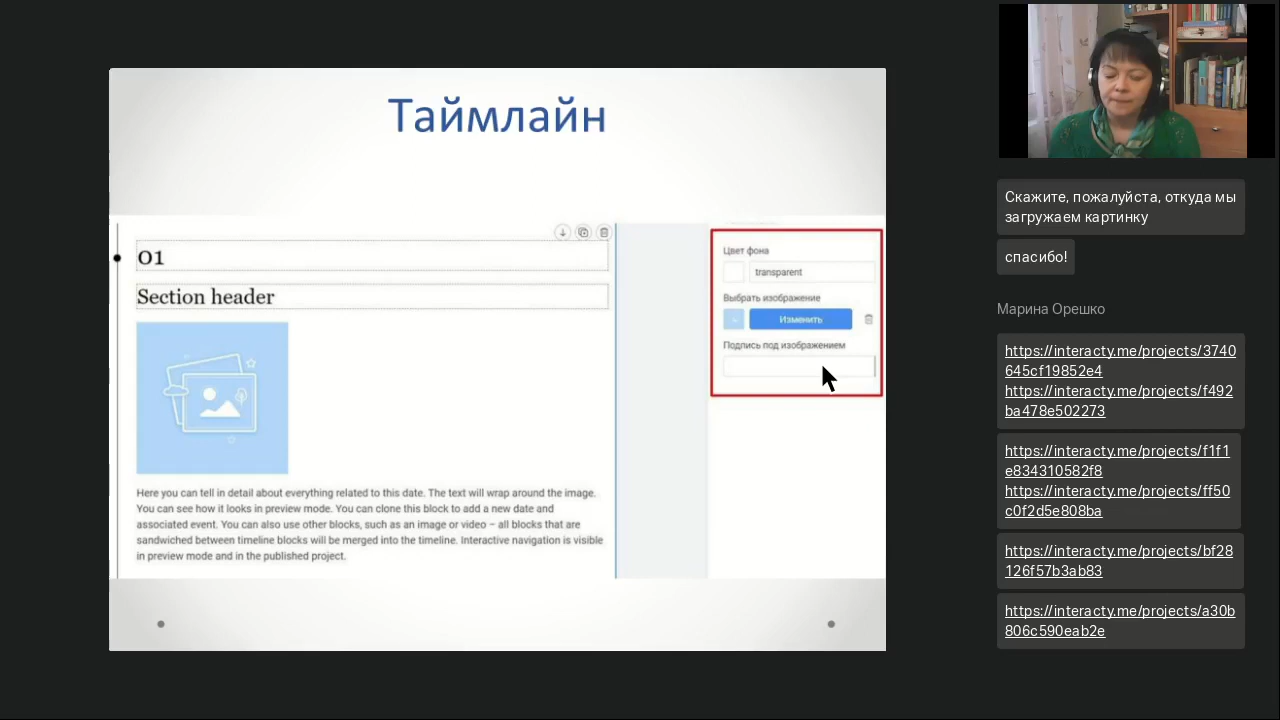 Таймлайн
01
Section header
Here you can tell in detail about everything related to this date. The text will wrap around the image.
You can see how it looks in preview mode. You can clone this block to add a new date and
associated event. You can also use other blocks, such as an image or video – all blocks that are
sandwiched between timeline blocks will be merged into the timeline. Interactive navigation is visible
in preview mode and in the published project.
Цвет фона
transparent
Выбрать изображение
Изменить
Подпись под изображением
Скажите, пожалуйста, откуда мы
загружаем картинку
спасибо!
Марина Орешко
https://interacty.me/projects/3740
645cf19852e4
https://interacty.me/projects/f492
ba478e502273
https://interacty.me/projects/f1f1
e834310582f8
https://interacty.me/projects/ff50
c0f2d5e808ba
https://interacty.me/projects/bf28
126f57b3ab83
https://interacty.me/projects/a30b
806c590eab2e